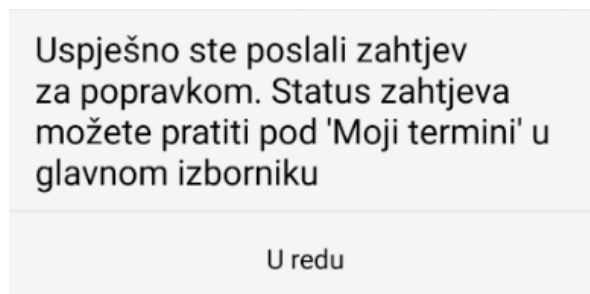 Uspješno ste poslali zahtjev
za popravkom. Status zahtjeva
možete pratiti pod 'Moji termini' u
glavnom izborniku
U redu